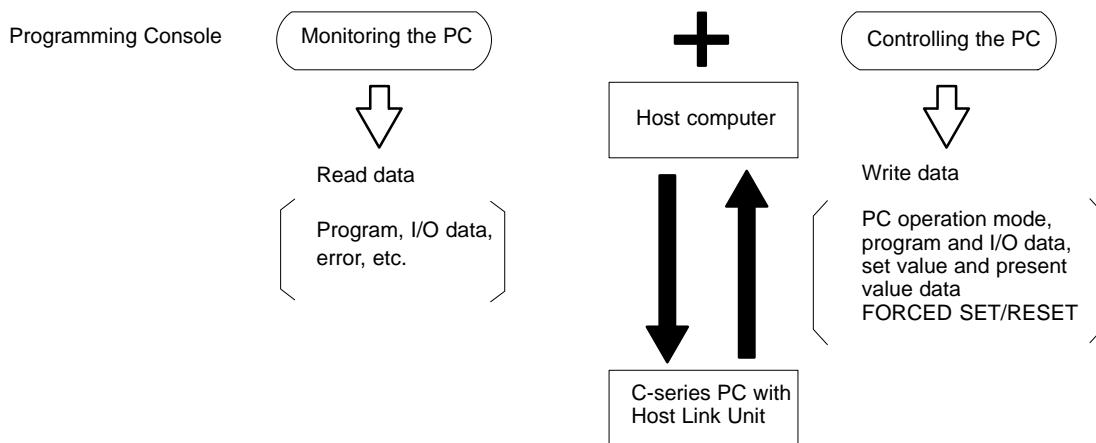 Programming Console
Monitoring the PC
Controlling the PC
Host computer
Read data
Write data
Program, I/O data,
error, etc.
PC operation mode,
program and I/O data,
set value and present
value data
FORCED SET/RESET
C-series PC with
Host Link Unit